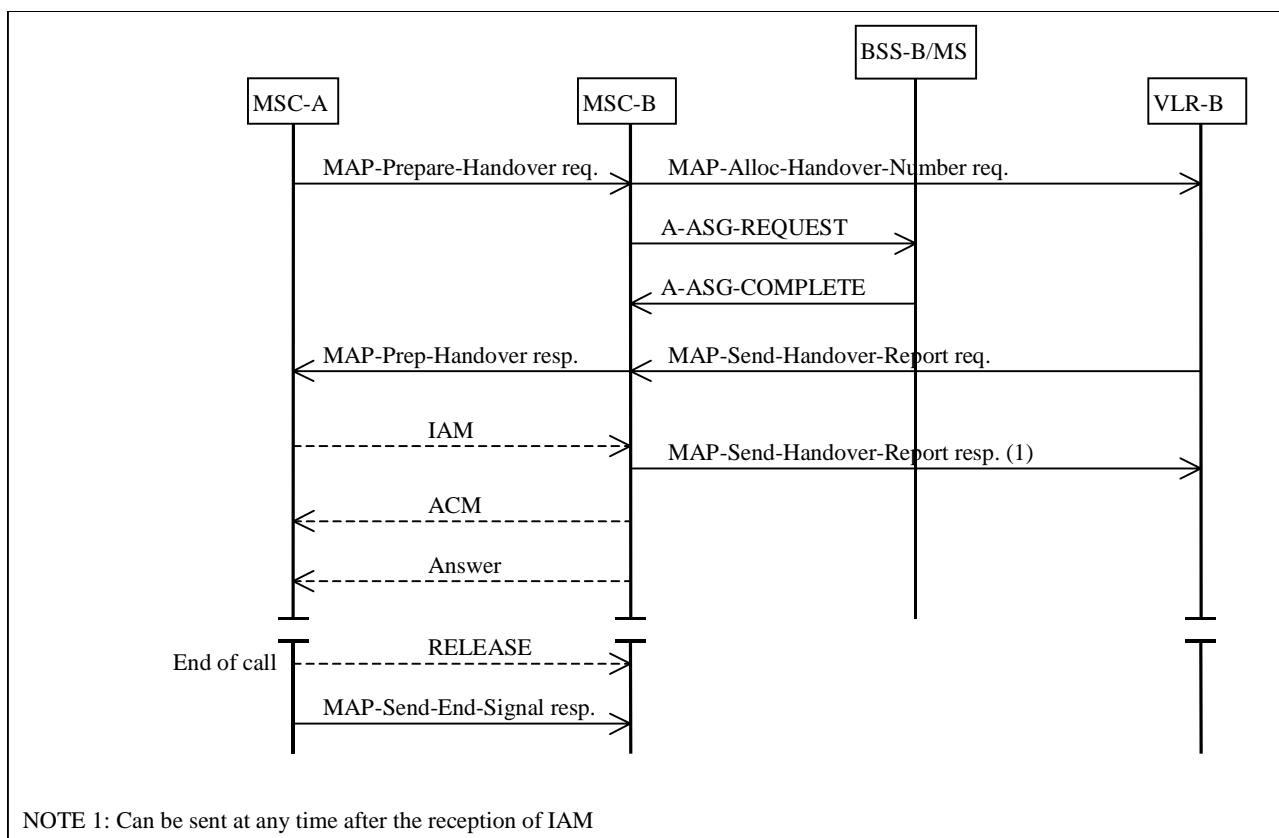 BSS-B/MS
MSC-A
MSC-B
VLR-B
MAP-Prepare-Handover req.
MAP-Alloc-Handover-Number req.
A-ASG-REQUEST
A-ASG-COMPLETE
MAP-Prep-Handover resp.
MAP-Send-Handover-Report req.
IAM
MAP-Send-Handover-Report resp. (1)
ACM
Answer
End of call
RELEASE
MAP-Send-End-Signal resp.
NOTE 1: Can be sent at any time after the reception of IAM